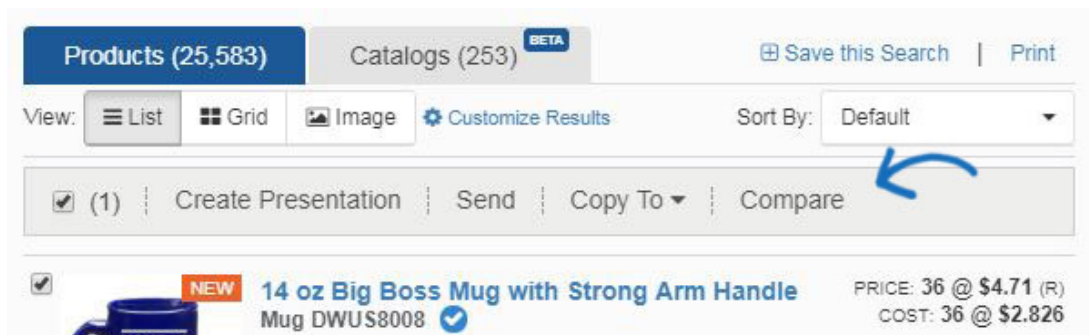 Products (25,583) Catalogs (253) BETA Save this Search | Print
View: List Grid Image Customize Results Sort By: Default
(1) Create Presentation Send Copy To Compare
NEW 14 oz Big Boss Mug with Strong Arm Handle PRICE: 36 @ $4.71 (R)
Mug DWUS8008 COST: 36 @ $2.826